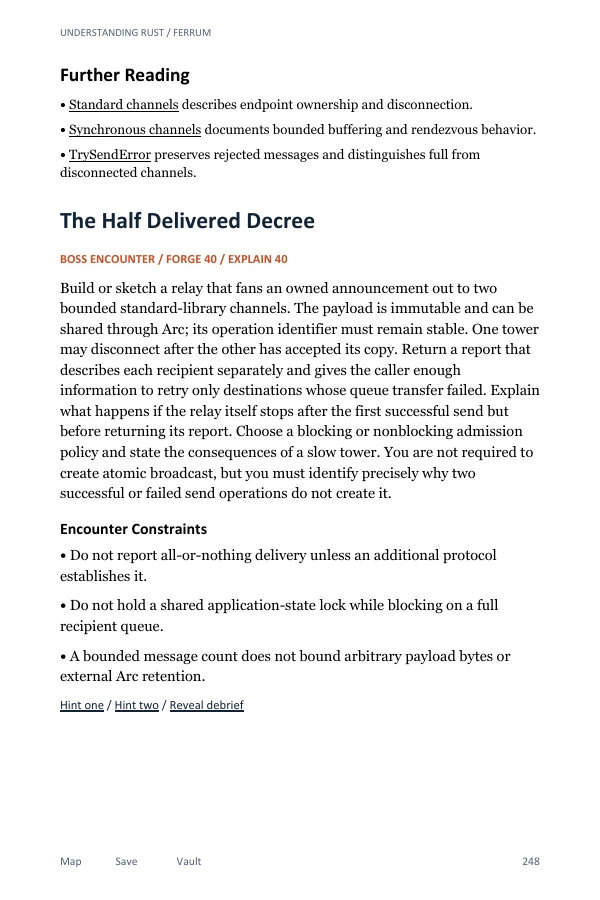 UNDERSTANDING RUST / FERRUM
Further Reading
• Standard channels describes endpoint ownership and disconnection.
• Synchronous channels documents bounded buffering and rendezvous behavior.
• TrySendError preserves rejected messages and distinguishes full from
disconnected channels.
The Half Delivered Decree
BOSS ENCOUNTER / FORGE 40 / EXPLAIN 40
Build or sketch a relay that fans an owned announcement out to two
bounded standard-library channels. The payload is immutable and can be
shared through Arc; its operation identifier must remain stable. One tower
may disconnect after the other has accepted its copy. Return a report that
describes each recipient separately and gives the caller enough
information to retry only destinations whose queue transfer failed. Explain
what happens if the relay itself stops after the first successful send but
before returning its report. Choose a blocking or nonblocking admission
policy and state the consequences of a slow tower. You are not required to
create atomic broadcast, but you must identify precisely why two
successful or failed send operations do not create it.
Encounter Constraints
• Do not report all-or-nothing delivery unless an additional protocol
establishes it.
• Do not hold a shared application-state lock while blocking on a full
recipient queue.
• A bounded message count does not bound arbitrary payload bytes or
external Arc retention.
Hint one / Hint two / Reveal debrief
Map Save Vault 248